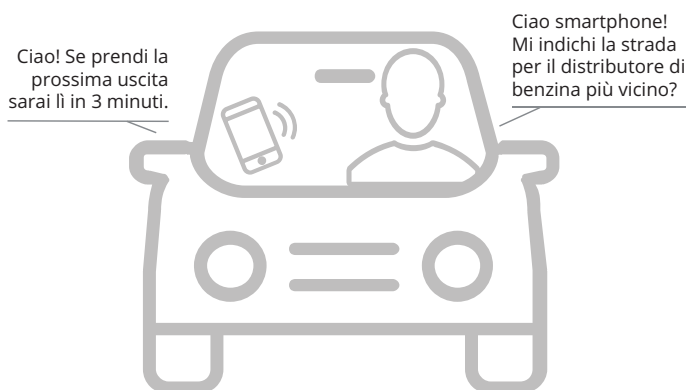 Ciao! Se prendi la
prossima uscita
sarai lì in 3 minuti.
Ciao smartphone!
Mi indichi la strada
per il distributore di
benzina più vicino?